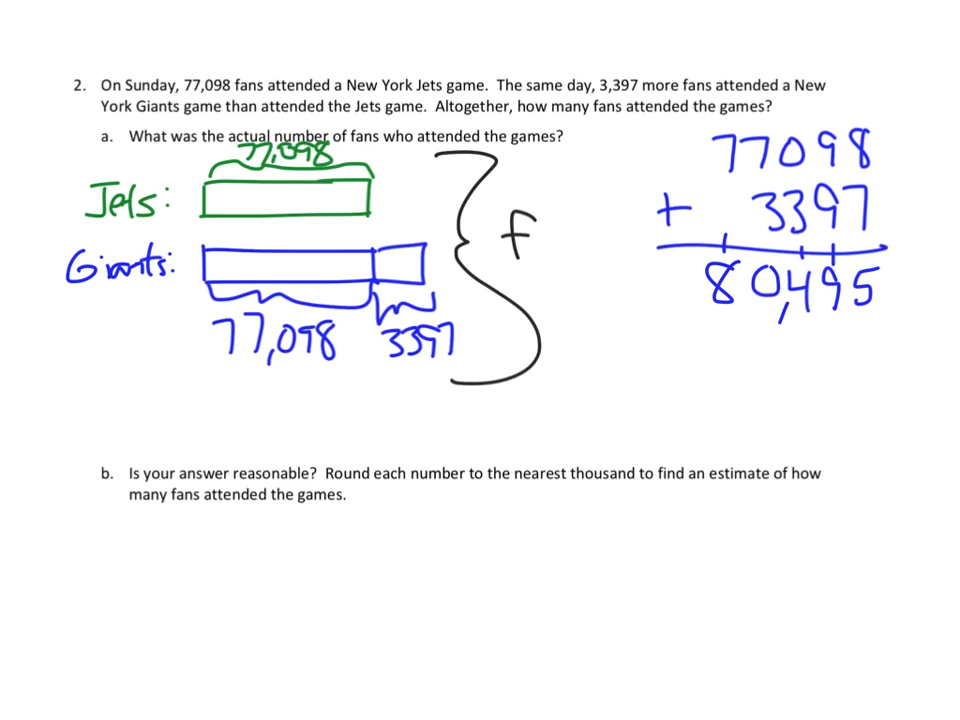 2. On Sunday, 77,098 fans attended a New York Jets game. The same day, 3,397 more fans attended a New
York Giants game than attended the Jets game. Altogether, how many fans attended the games?
a. What was the actual number of fans who attended the games?
77,098
Jets:
Giants:
77,098 3397
f
77098
+ 3397
80,495
b. Is your answer reasonable? Round each number to the nearest thousand to find an estimate of how
many fans attended the games.